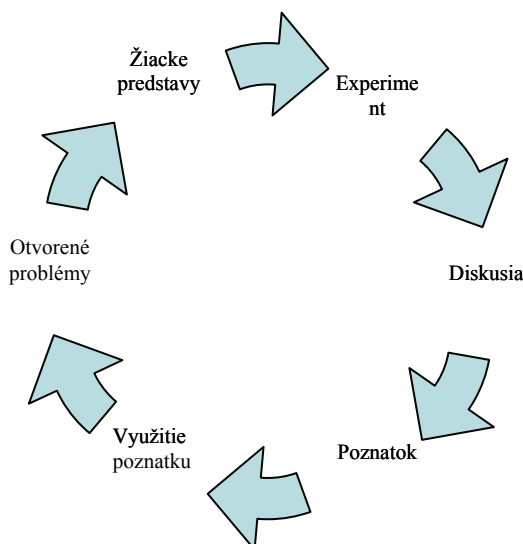 Žiacke
predstavy
Experime
nt
Diskusia
Poznatok
Využitie
poznatku
Otvorené
problémy